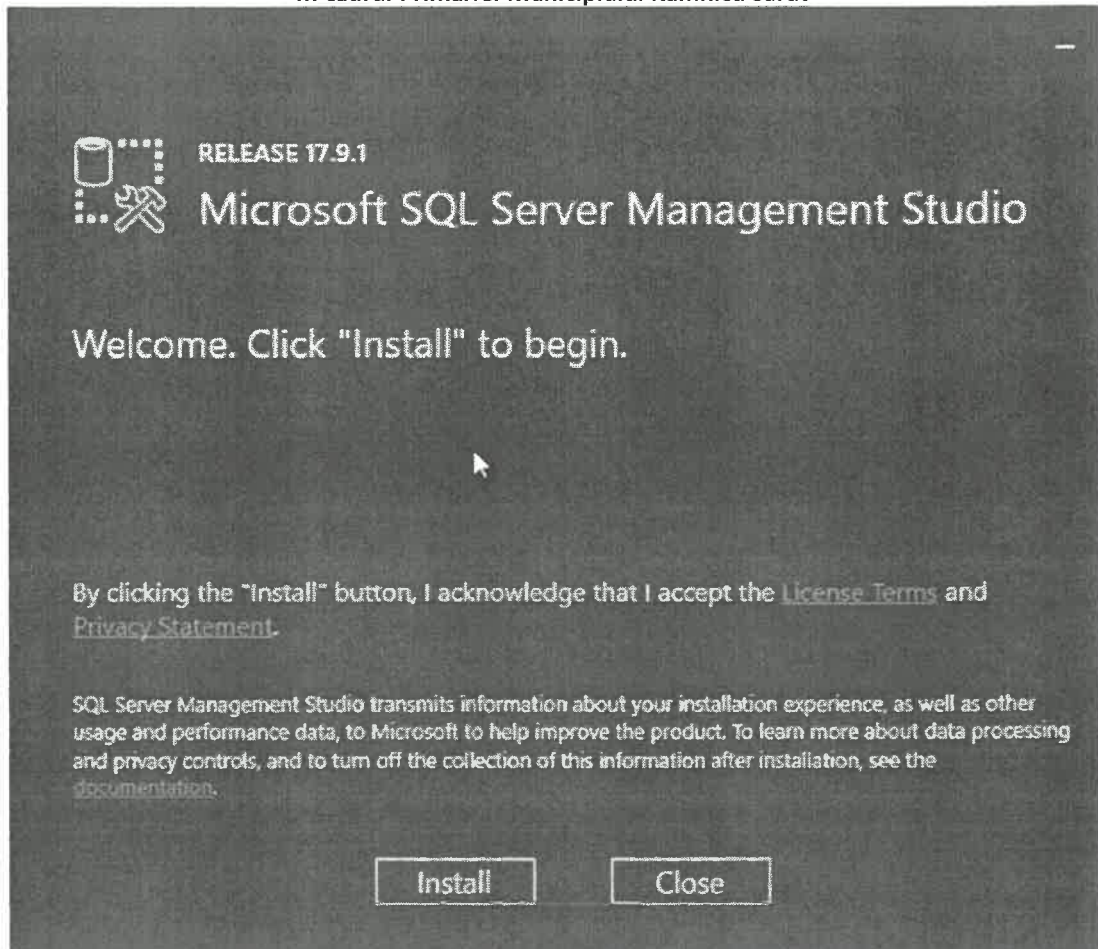 RELEASE 17.9.1
Microsoft SQL Server Management Studio
Welcome. Click "Install" to begin.
By clicking the "Install" button, I acknowledge that I accept the License Terms and
Privacy Statement.
SQL Server Management Studio transmits information about your installation experience, as well as other
usage and performance data, to Microsoft to help improve the product. To learn more about data processing
and privacy controls, and to turn off the collection of this information after installation, see the
documentation.
Install
Close